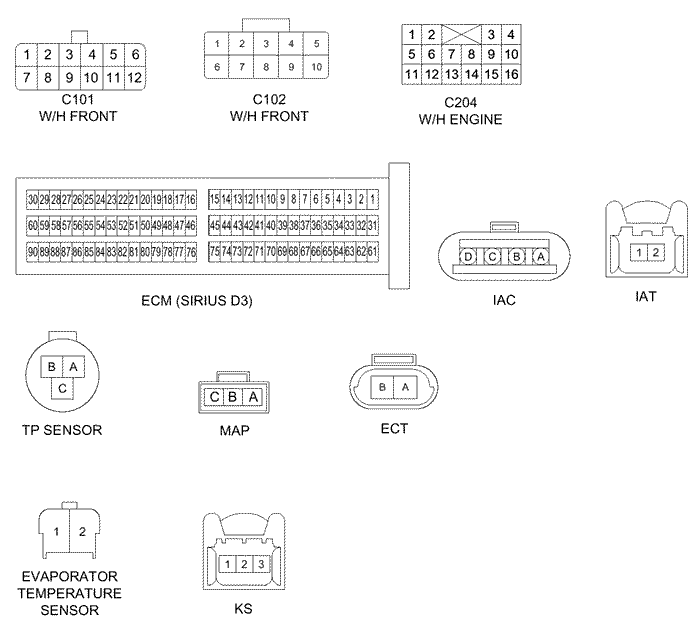 1 2 3 4 5 6
7 8 9 10 11 12
C101
W/H FRONT
1 2 3 4 5
6 7 8 9 10
C102
W/H FRONT
1 2 3 4
5 6 7 8 9 10
11 12 13 14 15 16
C204
W/H ENGINE
30 29 28 27 26 25 24 23 22 21 20 19 18 17 16 15 14 13 12 11 10 9 8 7 6 5 4 3 2 1
60 59 58 57 56 55 54 53 52 51 50 49 48 47 46 45 44 43 42 41 40 39 38 37 36 35 34 33 32 31
90 89 88 87 86 85 84 83 82 81 80 79 78 77 76 75 74 73 72 71 70 69 68 67 66 65 64 63 62 61
ECM (SIRIUS D3)
D C B A
IAC
1 2
IAT
B A
C
TP SENSOR
C B A
MAP
B A
ECT
1 2
EVAPORATOR
TEMPERATURE
SENSOR
1 2 3
KS